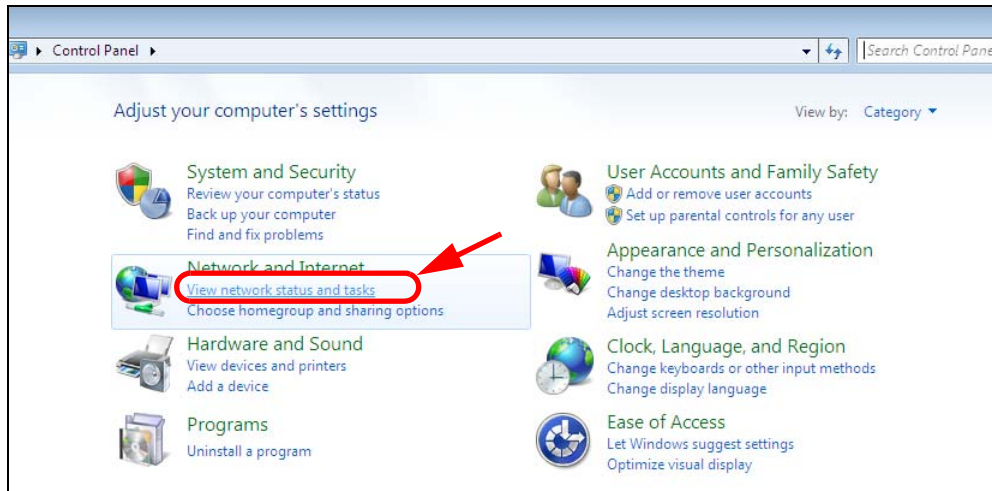 Control Panel
Search Control Pane
Adjust your computer's settings
View by: Category
System and Security
Review your computer's status
Back up your computer
Find and fix problems
Network and Internet
View network status and tasks
Choose homegroup and sharing options
Hardware and Sound
View devices and printers
Add a device
Programs
Uninstall a program
User Accounts and Family Safety
Add or remove user accounts
Set up parental controls for any user
Appearance and Personalization
Change the theme
Change desktop background
Adjust screen resolution
Clock, Language, and Region
Change keyboards or other input methods
Change display language
Ease of Access
Let Windows suggest settings
Optimize visual display